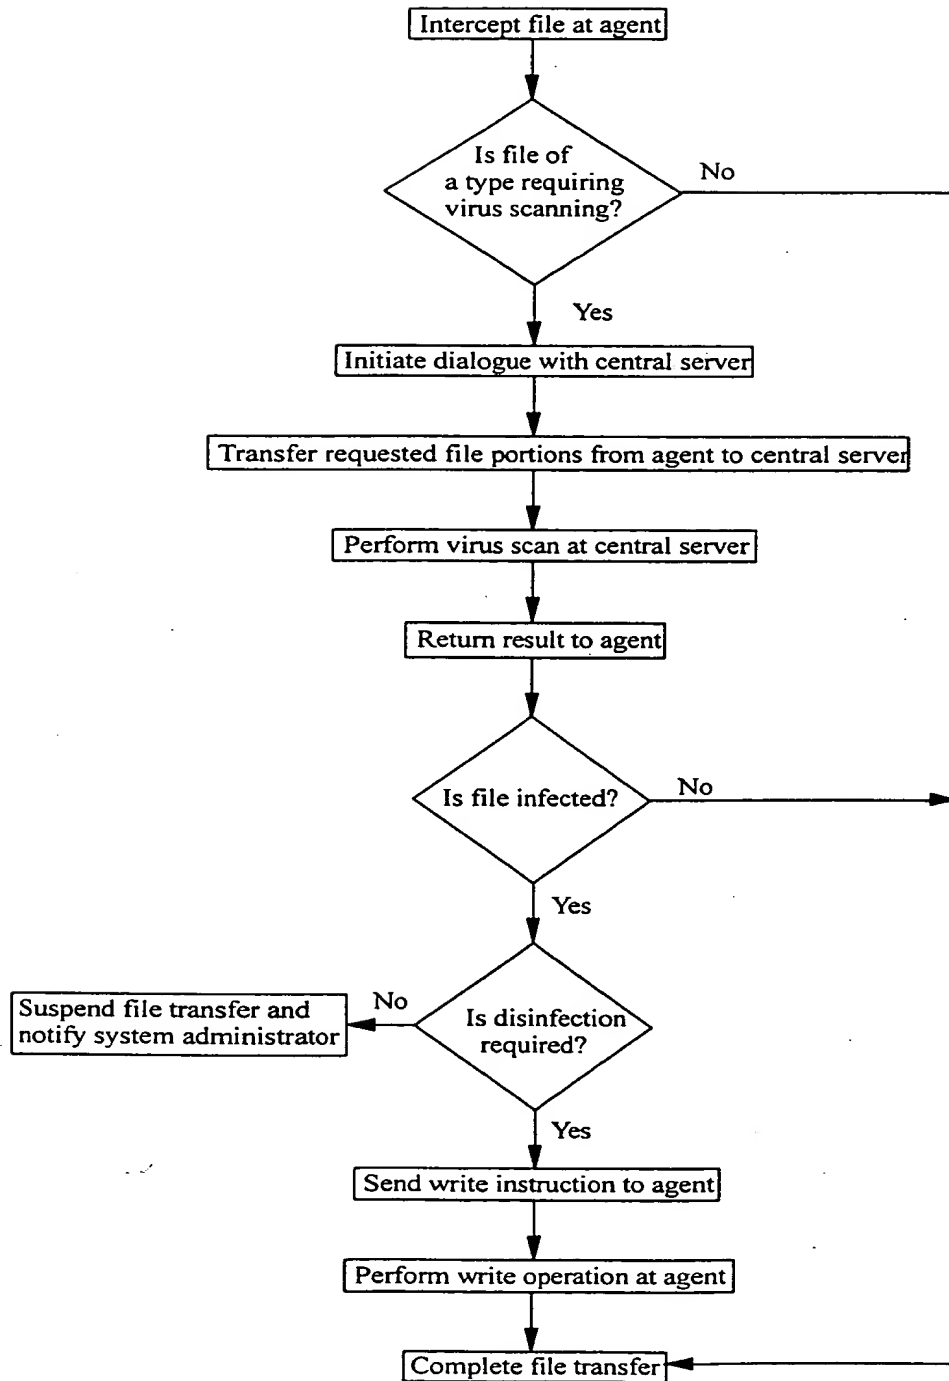 Intercept file at agent
Is file of
a type requiring
virus scanning?
No
Yes
Initiate dialogue with central server
Transfer requested file portions from agent to central server
Perform virus scan at central server
Return result to agent
Is file infected?
No
Yes
Suspend file transfer and
notify system administrator
No
Is disinfection
required?
Yes
Send write instruction to agent
Perform write operation at agent
Complete file transfer